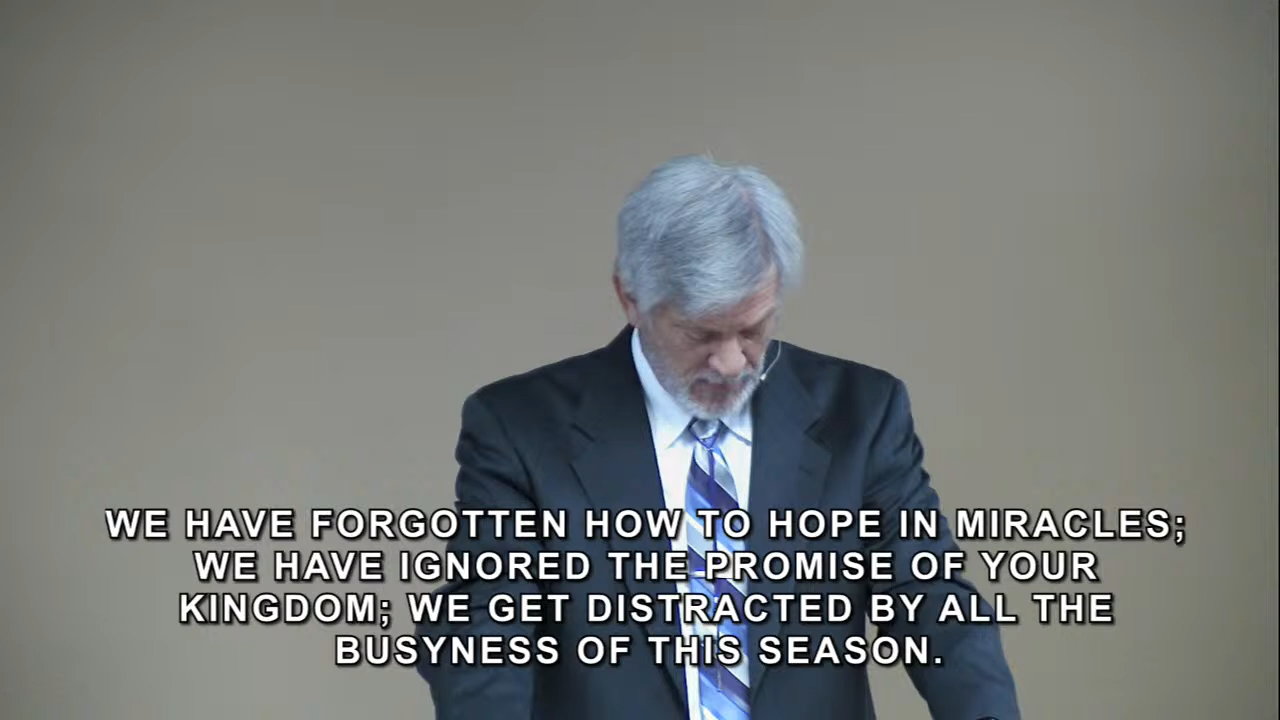 WE HAVE FORGOTTEN HOW TO HOPE IN MIRACLES;
WE HAVE IGNORED THE PROMISE OF YOUR
KINGDOM; WE GET DISTRACTED BY ALL THE
BUSYNESS OF THIS SEASON.